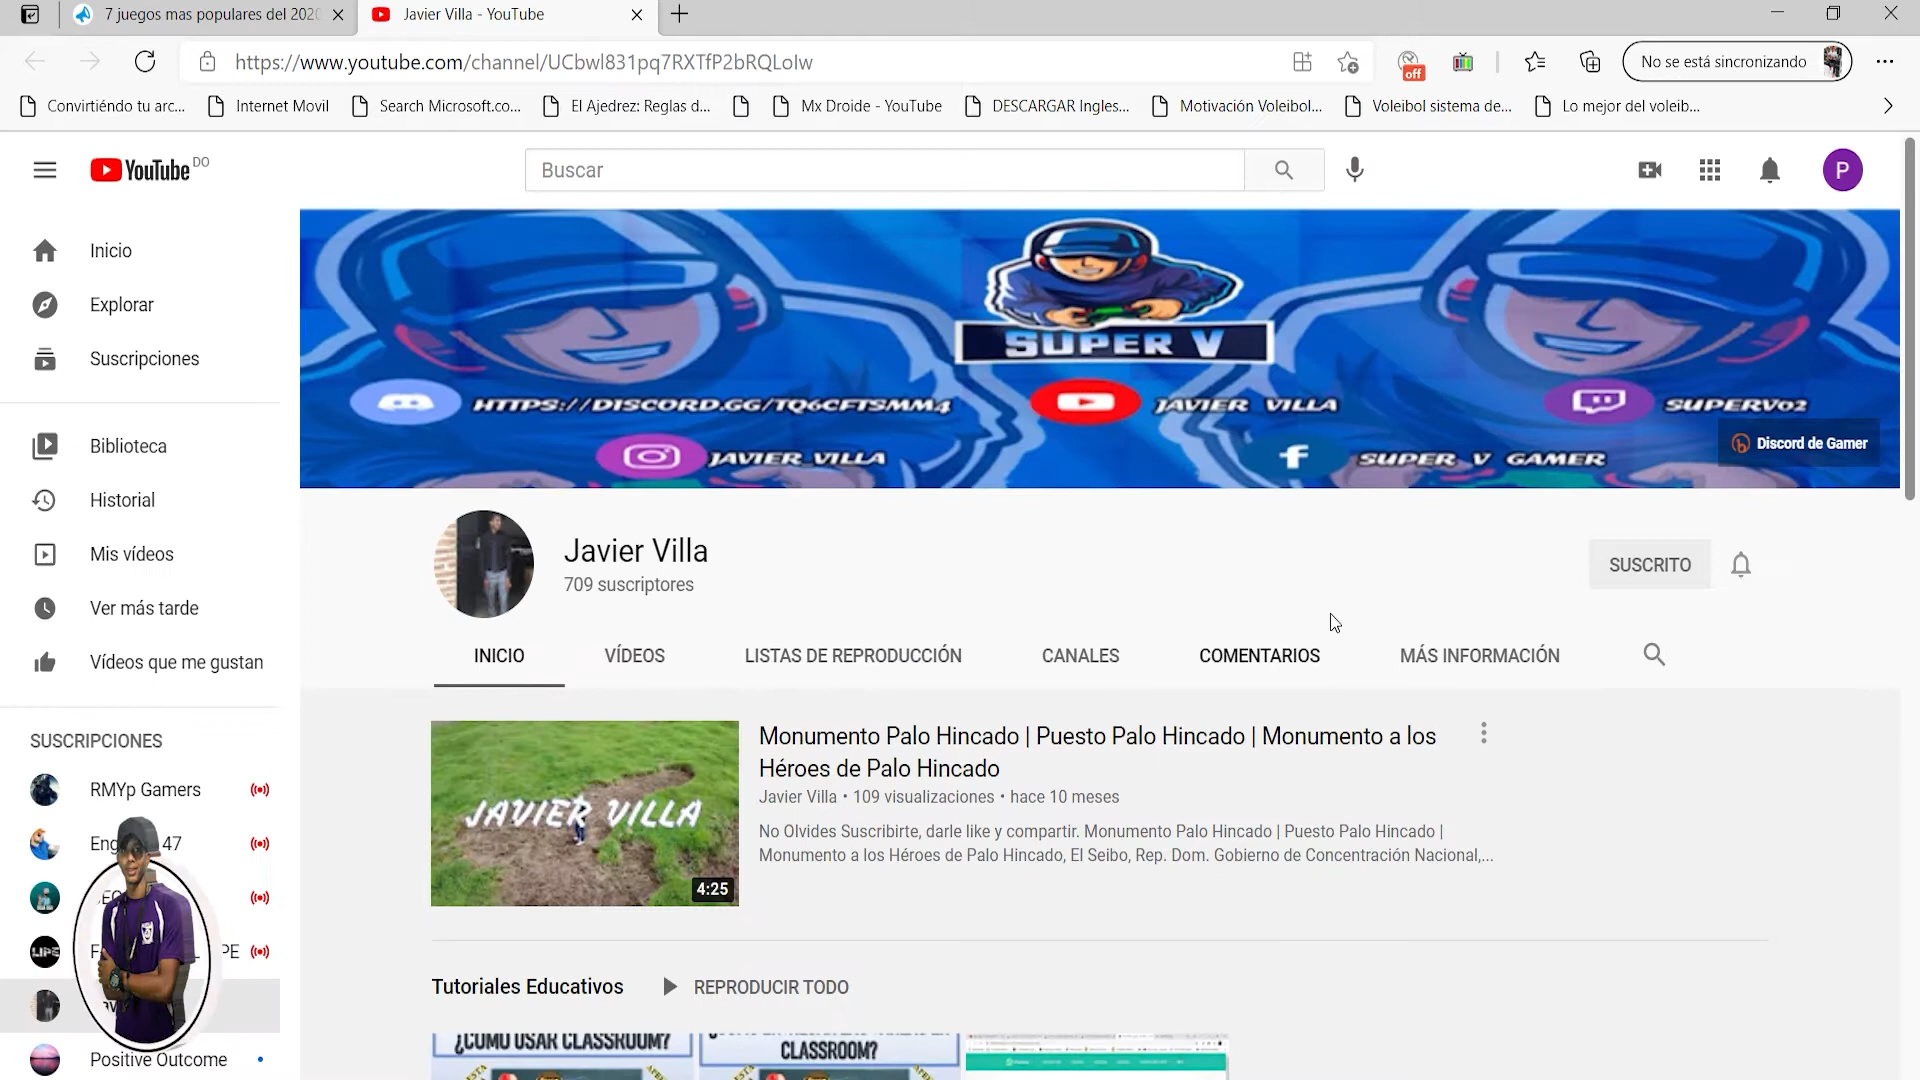 7 juegos mas populares del 2020
Javier Villa - YouTube
https://www.youtube.com/channel/UCbwl831pq7RXTfP2bRQLoIw
off
No se está sincronizando
Convirtiéndo tu arc...
Internet Movil
Search Microsoft.co...
El Ajedrez: Reglas d...
Mx Droide - YouTube
DESCARGAR Ingles...
Motivación Voleibol...
Voleibol sistema de...
Lo mejor del voleib...
YouTube DO
Buscar
P
Inicio
Explorar
Suscripciones
Biblioteca
Historial
Mis vídeos
Ver más tarde
Vídeos que me gustan
SUSCRIPCIONES
RMYp Gamers
47
LIPE
PE
Positive Outcome
SUPER V
HTTPS://DISCORD.GG/TQ6CFTSMM4
JAVIER VILLA
SUPERV02
JAVIER_VILLA
SUPER V GAMER
Discord de Gamer
Javier Villa
709 suscriptores
SUSCRITO
INICIO
VÍDEOS
LISTAS DE REPRODUCCIÓN
CANALES
COMENTARIOS
MÁS INFORMACIÓN
JAVIER VILLA
4:25
Monumento Palo Hincado | Puesto Palo Hincado | Monumento a los
Héroes de Palo Hincado
Javier Villa • 109 visualizaciones • hace 10 meses
No Olvides Suscribirte, darle like y compartir. Monumento Palo Hincado | Puesto Palo Hincado |
Monumento a los Héroes de Palo Hincado, El Seibo, Rep. Dom. Gobierno de Concentración Nacional,...
Tutoriales Educativos
REPRODUCIR TODO
¿COMO USAR CLASSROOM?
CLASSROOM?